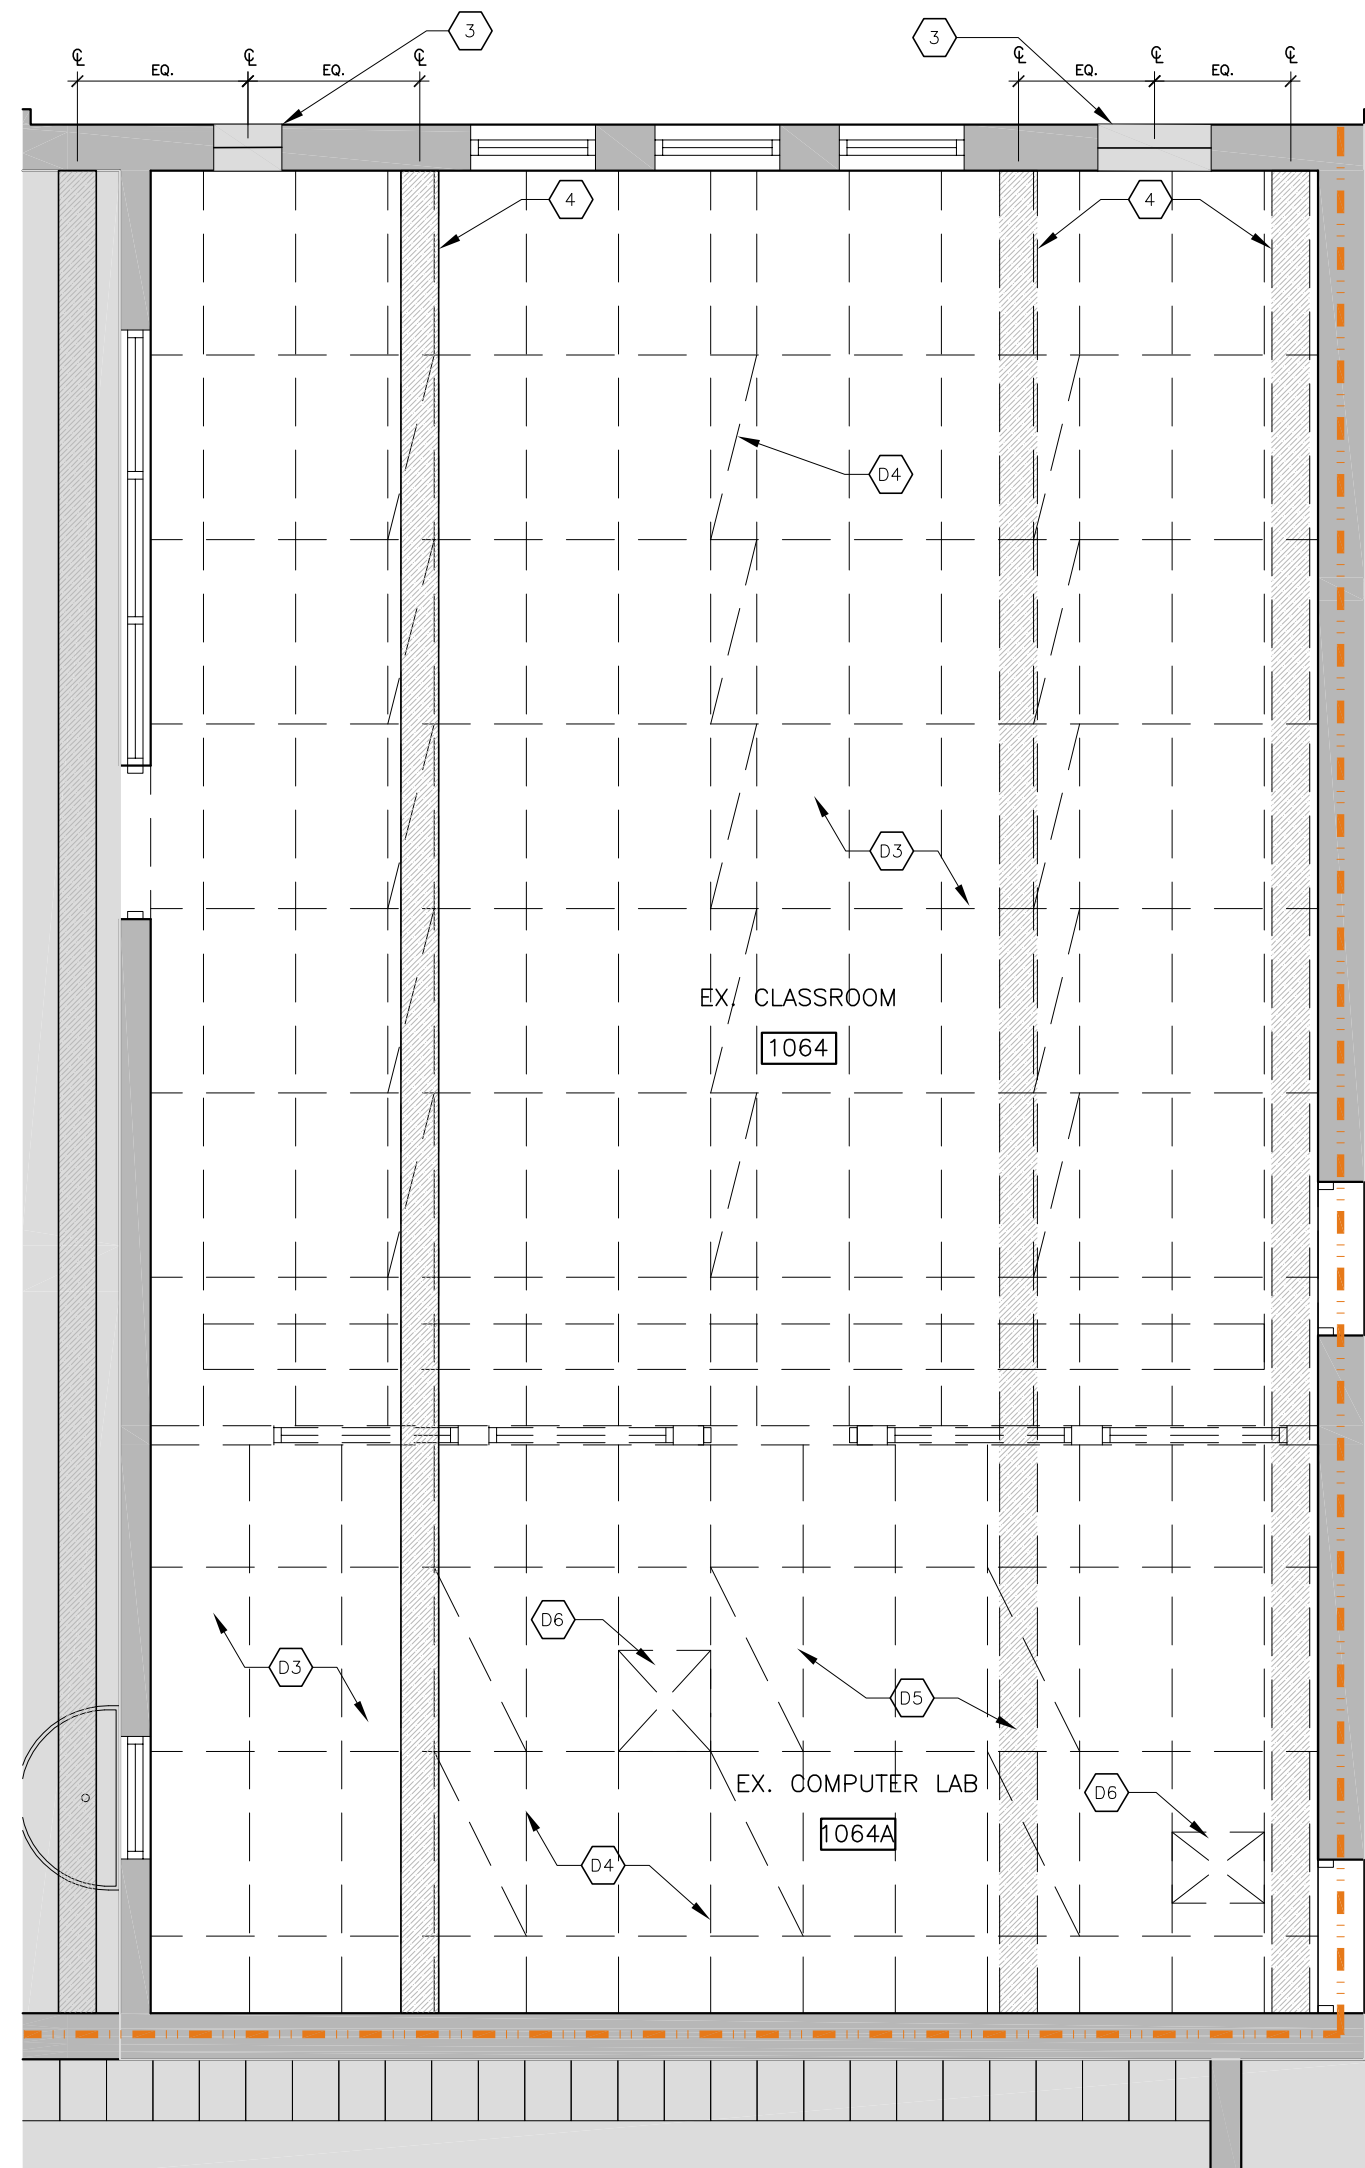 3
3
℄
℄
℄
℄
℄
℄
EQ.
EQ.
EQ.
EQ.
4
4
D4
D3
EX. CLASSROOM
1064
D6
D3
D5
EX. COMPUTER LAB
D6
1064A
D4